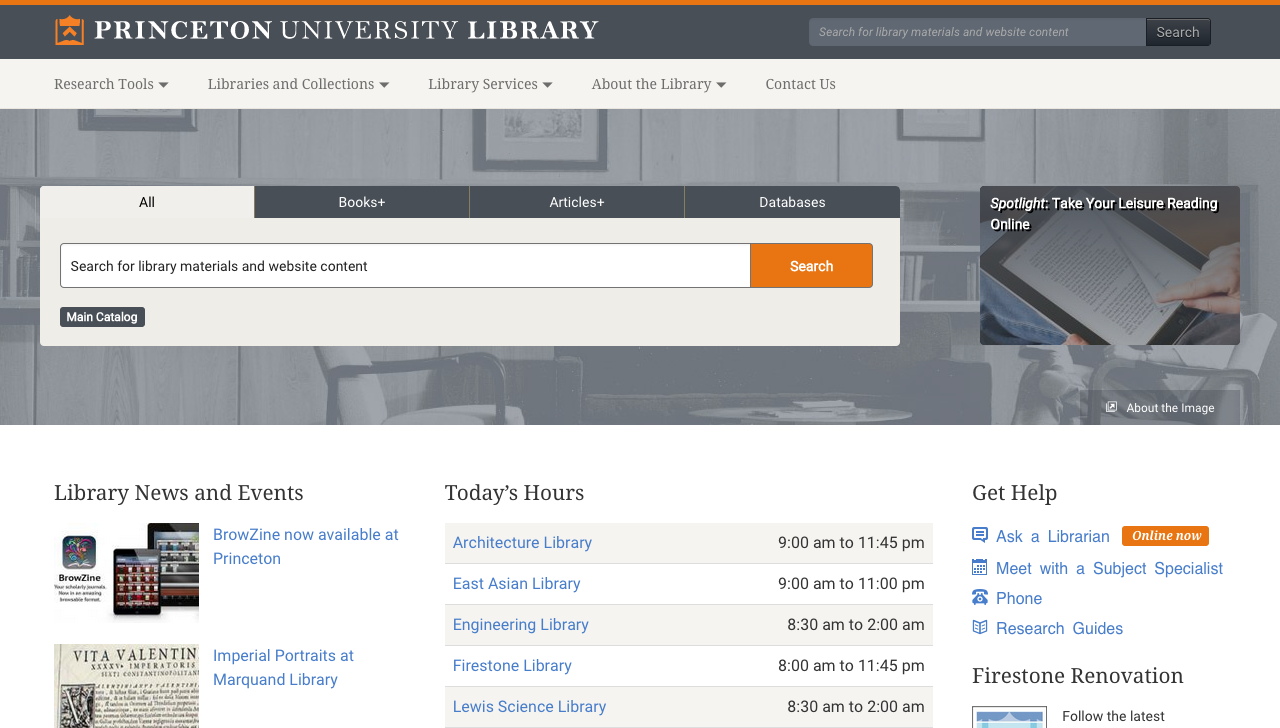 PRINCETON UNIVERSITY LIBRARY
Search for library materials and website content
Search
Research Tools
Libraries and Collections
Library Services
About the Library
Contact Us
All
Books+
Articles+
Databases
Search for library materials and website content
Search
Main Catalog
Spotlight: Take Your Leisure Reading
Online
About the Image
Library News and Events
BrowZine
Your scholarly journals.
Now in an amazing
browsable format.
BrowZine now available at
Princeton
VITA VALENTIN
XXXXV IMPERATORIS
SIXTI CONSTANTINOPOLITANI
Imperial Portraits at
Marquand Library
Today’s Hours
Architecture Library
9:00 am to 11:45 pm
East Asian Library
9:00 am to 11:00 pm
Engineering Library
8:30 am to 2:00 am
Firestone Library
8:00 am to 11:45 pm
Lewis Science Library
8:30 am to 2:00 am
Get Help
Ask a Librarian
Online now
Meet with a Subject Specialist
Phone
Research Guides
Firestone Renovation
Follow the latest